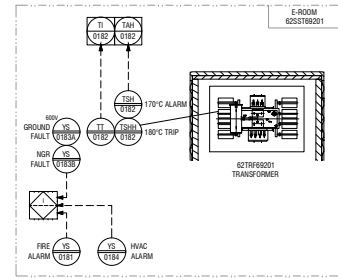 E-ROOM
62SST69201
TI
0182
TAH
0182
TSH
0182
170°C ALARM
600V
GROUND
FAULT
YS
0183A
TT
0182
TSHH
0182
180°C TRIP
NGR
FAULT
YS
0183B
62TRF69201
TRANSFORMER
I
FIRE
ALARM
YS
0181
YS
0184
HVAC
ALARM